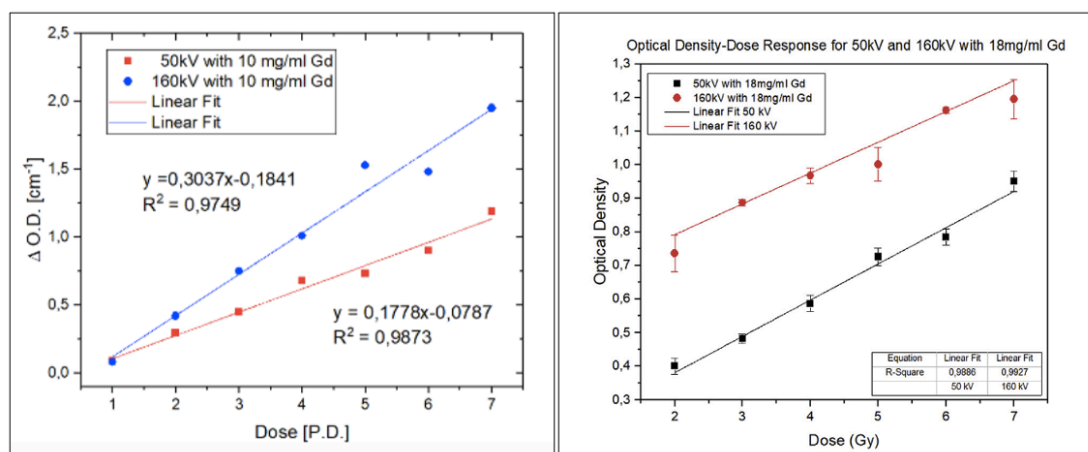 2,5
2,0
1,5
1,0
0,5
0,0
Δ O.D. [cm⁻¹]
50kV with 10 mg/ml Gd
160kV with 10 mg/ml Gd
Linear Fit
Linear Fit
y =0,3037x-0,1841
R² = 0,9749
y = 0,1778x-0,0787
R² = 0,9873
1 2 3 4 5 6 7
Dose [P.D.]
Optical Density-Dose Response for 50kV and 160kV with 18mg/ml Gd
1,3
1,2
1,1
1,0
0,9
0,8
0,7
0,6
0,5
0,4
0,3
Optical Density
50kV with 18mg/ml Gd
160kV with 18mg/ml Gd
Linear Fit 50 kV
Linear Fit 160 kV
Equation Linear Fit Linear Fit
R-Square 0,9886 0,9927
50 kV 160 kV
2 3 4 5 6 7
Dose (Gy)